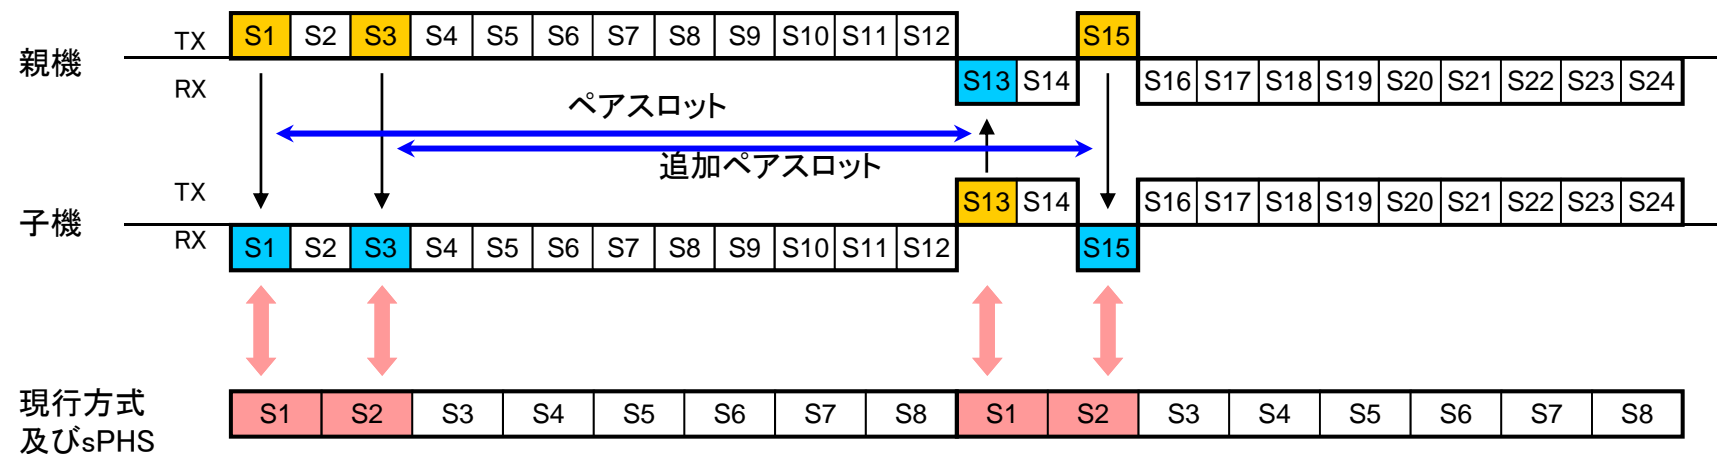 TX S1 S2 S3 S4 S5 S6 S7 S8 S9 S10 S11 S12 S15
親機
RX S13 S14 S16 S17 S18 S19 S20 S21 S22 S23 S24
ペアスロット
追加ペアスロット
TX S13 S14 S16 S17 S18 S19 S20 S21 S22 S23 S24
子機
RX S1 S2 S3 S4 S5 S6 S7 S8 S9 S10 S11 S12 S15
現行方式
及びsPHS
S1 S2 S3 S4 S5 S6 S7 S8 S1 S2 S3 S4 S5 S6 S7 S8